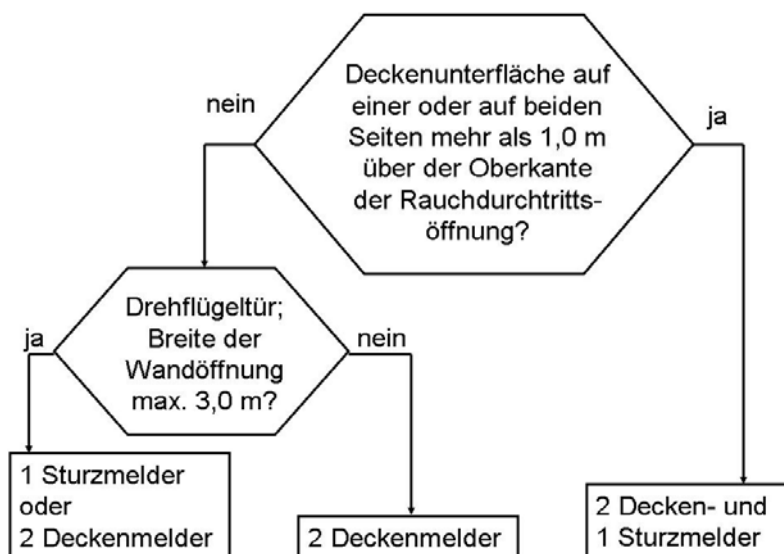 Deckenunterfläche auf
einer oder auf beiden
Seiten mehr als 1,0 m
über der Oberkante
der Rauchdurchtritts-
öffnung?
nein
ja
Drehflügeltür;
Breite der
Wandöffnung
max. 3,0 m?
ja
nein
1 Sturzmelder
oder
2 Deckenmelder
2 Deckenmelder
2 Decken- und
1 Sturzmelder